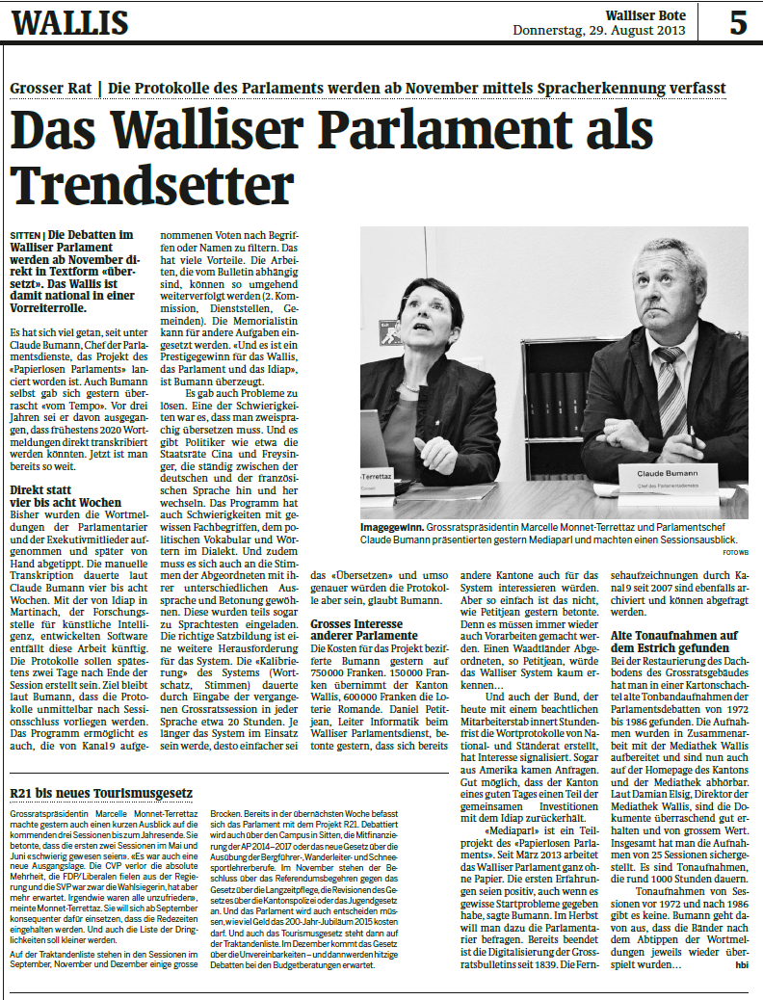 WALLIS
Walliser Bote
Donnerstag, 29. August 2013
5
Grosser Rat | Die Protokolle des Parlaments werden ab November mittels Spracherkennung verfasst
Das Walliser Parlament als
Trendsetter
SITTEN | Die Debatten im
Walliser Parlament
werden ab November di-
rekt in Textform «über-
setzt». Das Wallis ist
damit national in einer
Vorreiterrolle.
Es hat sich viel getan, seit unter
Claude Bumann, Chef der Parla-
mentsdienste, das Projekt des
«Papierlosen Parlaments» lan-
ciert worden ist. Auch Bumann
selbst gab sich gestern über-
rascht «vom Tempo». Vor drei
Jahren sei er davon ausgegan-
gen, dass frühstens 2020 Wort-
meldungen direkt transkribiert
werden könnten. Jetzt ist man
bereits so weit.
Direkt statt
vier bis acht Wochen
Bisher wurden die Wortmel-
dungen der Parlamentarier
und der Exekutivmitlieder auf-
genommen und später von
Hand abgetippt. Die manuelle
Transkription dauerte laut
Claude Bumann vier bis acht
Wochen. Mit der von Idiap in
Martinach, der Forschungs-
stelle für künstliche Intelli-
genz, entwickelten Software
entfällt diese Arbeit künftig.
Die Protokolle sollen spätes-
tens zwei Tage nach Ende der
Session erstellt sein. Ziel bleibt
laut Bumann, dass die Proto-
kolle unmittelbar nach Sessi-
onsschluss vorliegen werden.
Das Programm ermöglicht es
auch, die von Kanal 9 aufge-
nommenen Voten nach Begrif-
fen oder Namen zu filtern. Das
hat viele Vorteile. Die Arbei-
ten, die vom Bulletin abhängig
sind, können so umgehend
weiterverfolgt werden (2. Kom-
mission, Dienststellen, Ge-
meinden). Die Memorialistin
kann für andere Aufgaben ein-
gesetzt werden. «Und es ist ein
Prestigegewinn für das Wallis,
das Parlament und das Idiap»,
ist Bumann überzeugt.
Es gab auch Probleme zu
lösen. Eine der Schwierigkei-
ten war es, dass man zweispra-
chig übersetzen muss. Und es
gibt Politiker wie etwa die
Staatsräte Cina und Freysin-
ger, die ständig zwischen der
deutschen und der französi-
schen Sprache hin und her
wechseln. Das Programm hat
auch Schwierigkeiten mit ge-
wissen Fachbegriffen, dem po-
litischen Vokabular und Wör-
tern im Dialekt. Und zudem
muss es sich auch an die Stim-
men der Abgeordneten mit ih-
rer unterschiedlichen Aus-
sprache und Betonung gewöh-
nen. Diese wurden teils sogar
zu Sprachtesten eingeladen.
Die richtige Satzbildung ist ei-
ne weitere Herausforderung
für das System. Die «Kalibrie-
rung» des Systems (Wort-
schatz, Stimmen) dauerte
durch Eingabe der vergange-
nen Grossratssession in jeder
Sprache etwa 20 Stunden. Je
länger das System im Einsatz
sein werde, desto einfacher sei
-Terrettaz
Claude Bumann
Chef des Parlamentsdienstes
Imagegewinn. Grossratspräsidentin Marcelle Monnet-Terrettaz und Parlamentschef
Claude Bumann präsentierten gestern Mediaparl und machten einen Sessionsausblick.
FOTO WB
das «Übersetzen» und umso
genauer würden die Protokol-
le aber sein, glaubt Bumann.
Grosses Interesse
anderer Parlamente
Die Kosten für das Projekt bezif-
ferte Bumann gestern auf
750 000 Franken. 150 000 Fran-
ken übernimmt der Kanton
Wallis, 600 000 Franken die Lo-
terie Romande. Daniel Petit-
jean, Leiter Informatik beim
Walliser Parlamentsdienst, be-
tonte gestern, dass sich bereits
andere Kantone auch für das
System interessieren würden.
Aber so einfach ist das nicht,
wie Petitjean gestern betonte.
Denn es müssen immer wieder
auch Vorarbeiten gemacht wer-
den. Einen Waadtländer Abge-
ordneten, so Petitjean, würde
das Walliser System kaum er-
kennen…
Und auch der Bund, der
heute mit einem beachtlichen
Mitarbeiterstab innert Stunden-
frist die Wortprotokolle von Na-
tional- und Ständerat erstellt,
hat Interesse signalisiert. Sogar
aus Amerika kamen Anfragen.
Gut möglich, dass der Kanton
eines guten Tages einen Teil der
gemeinsamen Investitionen
mit dem Idiap zurückerhält.
«Mediaparl» ist ein Teil-
projekt des «Papierlosen Parla-
ments». Seit März 2013 arbeitet
das Walliser Parlament ganz oh-
ne Papier. Die ersten Erfahrun-
gen seien positiv, auch wenn es
gewisse Startprobleme gegeben
habe, sagte Bumann. Im Herbst
will man dazu die Parlamenta-
rier befragen. Bereits beendet
ist die Digitalisierung der Gross-
ratsbulletins seit 1839. Die Fern-
sehaufzeichnungen durch Ka-
nal 9 seit 2007 sind ebenfalls ar-
chiviert und können abgefragt
werden.
Alte Tonaufnahmen auf
dem Estrich gefunden
Bei der Restaurierung des Dach-
bodens des Grossratsgebäudes
hat man in einer Kartonschach-
tel alte Tonbandaufnahmen der
Parlamentsdebatten von 1972
bis 1986 gefunden. Die Aufnah-
men wurden in Zusammenar-
beit mit der Mediathek Wallis
aufbereitet und sind nun auch
auf der Homepage des Kantons
und der Mediathek abhörbar.
Laut Damian Elsig, Direktor der
Mediathek Wallis, sind die Do-
kumente überraschend gut er-
halten und von grossem Wert.
Insgesamt hat man die Aufnah-
men von 25 Sessionen sicherge-
stellt. Es sind Tonaufnahmen,
die rund 1000 Stunden dauern.
Tonaufnahmen von Ses-
sionen vor 1972 und nach 1986
gibt es keine. Bumann geht da-
von aus, dass die Bänder nach
dem Abtippen der Wortmel-
dungen jeweils wieder über-
spielt wurden… hbi
R21 bis neues Tourismusgesetz
Grossratspräsidentin Marcelle Monnet-Terrettaz
machte gestern auch einen kurzen Ausblick auf die
kommenden drei Sessionen bis zum Jahresende. Sie
betonte, dass die ersten zwei Sessionen im Mai und
Juni «schwierig gewesen seien». «Es war auch eine
neue Ausgangslage. Die CVP verlor die absolute
Mehrheit, die FDP/Liberalen fielen aus der Regie-
rung und die SVP war zwar die Wahlsiegerin, hat aber
mehr erwartet. Irgendwie waren alle unzufrieden»,
meinte Monnet-Terrettaz. Sie will sich ab September
konsequenter dafür einsetzen, dass die Redezeiten
eingehalten werden. Und auch die Liste der Dring-
lichkeiten soll kleiner werden.
Auf der Traktandenliste stehen in den Sessionen im
September, November und Dezember einige grosse
Brocken. Bereits in der übernächsten Woche befasst
sich das Parlament mit dem Projekt R21. Debattiert
wird auch über den Campus in Sitten, die Mitfinanzie-
rung der AP 2014–2017 oder das neue Gesetz über die
Ausübung der Bergführer-, Wanderleiter- und Schnee-
sportlehrerberufe. Im November stehen der Be-
schluss über das Referendumsbegehren gegen das
Gesetz über die Langzeitpflege, die Revisionen des Ge-
setzes über die Kantonspolizei oder das Jugendgesetz
an. Und das Parlament wird auch entscheiden müs-
sen, wie viel Geld das 200-Jahr-Jubiläum 2015 kosten
darf. Und auch das Tourismusgesetz steht dann auf
der Traktandenliste. Im Dezember kommt das Gesetz
über die Unvereinbarkeiten – und dann werden hitzige
Debatten bei den Budgetberatungen erwartet.